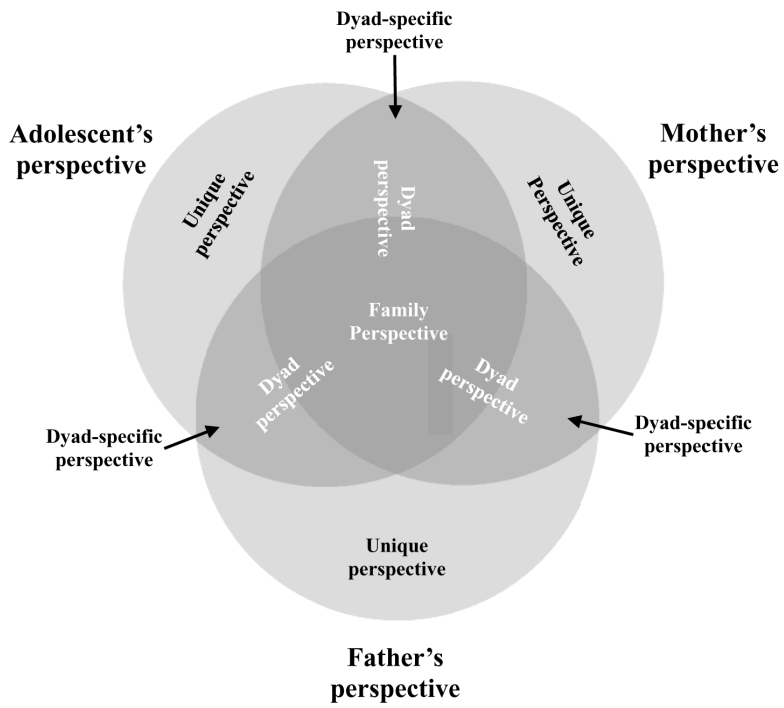 Dyad-specific
perspective
Adolescent's
perspective
Mother's
perspective
Unique
perspective
Dyad
perspective
Unique
Perspective
Family
Perspective
Dyad
perspective
Dyad
perspective
Dyad-specific
perspective
Dyad-specific
perspective
Unique
perspective
Father's
perspective